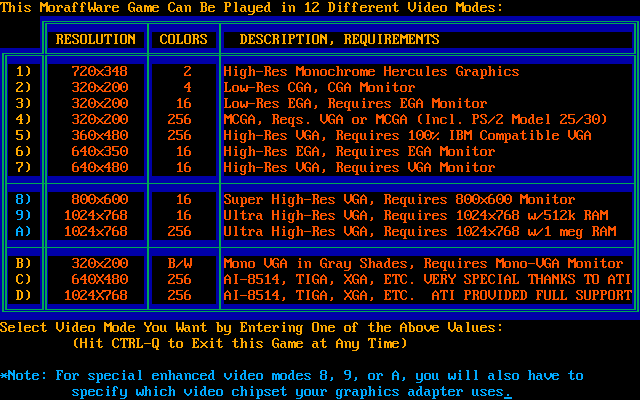 This MoraffWare Game Can Be Played in 12 Different Video Modes:
RESOLUTION COLORS DESCRIPTION, REQUIREMENTS
1) 720x348 2 High-Res Monochrome Hercules Graphics
2) 320x200 4 Low-Res CGA, CGA Monitor
3) 320x200 16 Low-Res EGA, Requires EGA Monitor
4) 320x200 256 MCGA, Reqs. VGA or MCGA (Incl. PS/2 Model 25/30)
5) 360x480 256 High-Res VGA, Requires 100% IBM Compatible VGA
6) 640x350 16 High-Res EGA, Requires EGA Monitor
7) 640x480 16 High-Res VGA, Requires VGA Monitor
8) 800x600 16 Super High-Res VGA, Requires 800x600 Monitor
9) 1024x768 16 Ultra High-Res VGA, Requires 1024x768 w/512k RAM
A) 1024x768 256 Ultra High-Res VGA, Requires 1024x768 w/1 meg RAM
B) 320x200 B/W Mono VGA in Gray Shades, Requires Mono-VGA Monitor
C) 640X480 256 AI-8514, TIGA, XGA, ETC. VERY SPECIAL THANKS TO ATI
D) 1024X768 256 AI-8514, TIGA, XGA, ETC.  ATI PROVIDED FULL SUPPORT
Select Video Mode You Want by Entering One of the Above Values:
(Hit CTRL-Q to Exit this Game at Any Time)
*Note: For special enhanced video modes 8, 9, or A, you will also have to
specify which video chipset your graphics adapter uses.